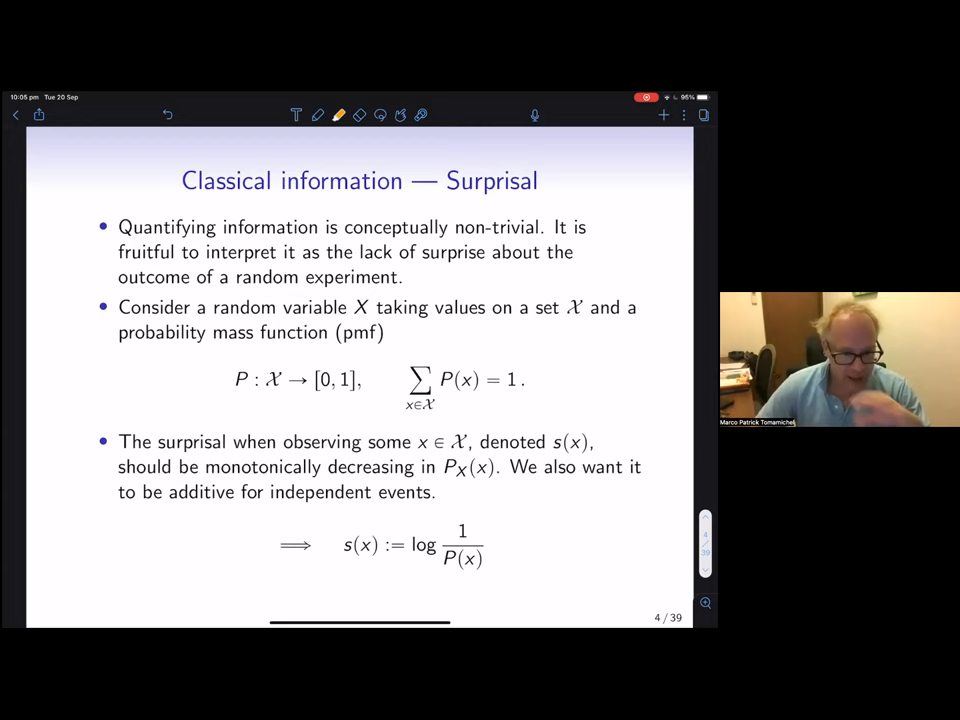 10:05 pm Tue 20 Sep
95%
Classical information — Surprisal
• Quantifying information is conceptually non-trivial. It is
fruitful to interpret it as the lack of surprise about the
outcome of a random experiment.
• Consider a random variable X taking values on a set 𝒳 and a
probability mass function (pmf)
P : 𝒳 → [0, 1], ∑_{x∈𝒳} P(x) = 1 .
• The surprisal when observing some x ∈ 𝒳, denoted s(x),
should be monotonically decreasing in P_X(x). We also want it
to be additive for independent events.
⟹ s(x) := log 1/P(x)
4 / 39
4
/
39
Marco Patrick Tomamichel